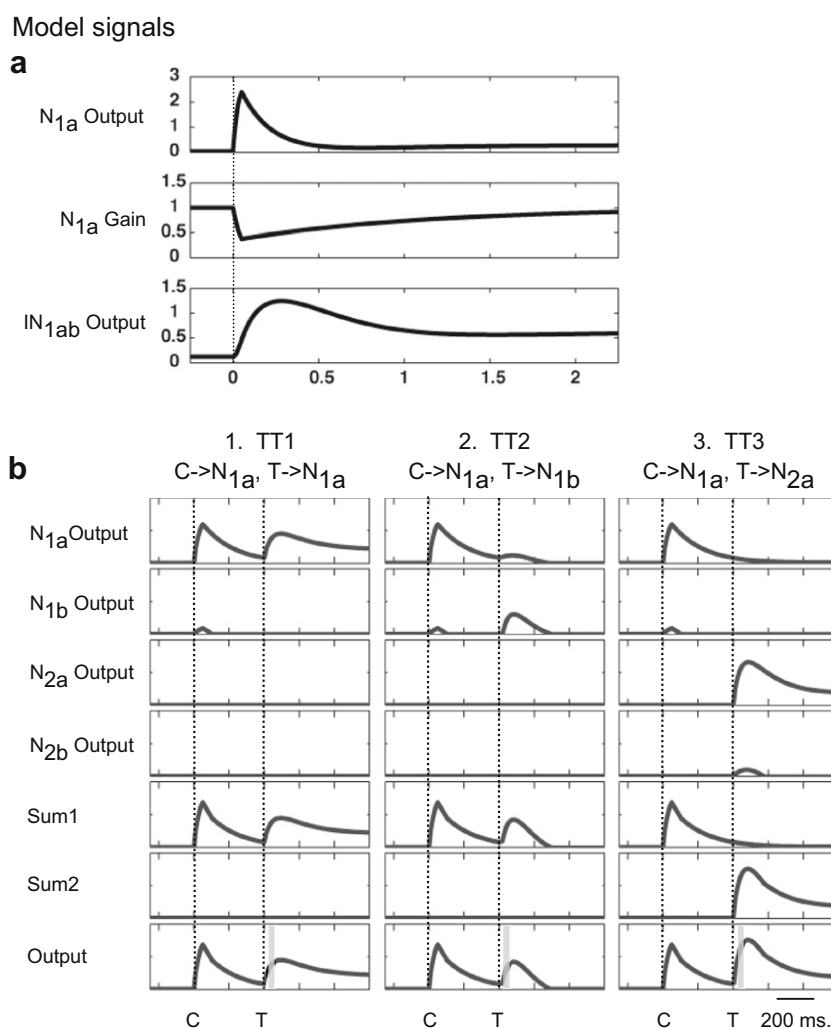 Model signals
a
N1a Output
3
2
1
0
N1a Gain
1.5
1
0.5
0
IN1ab Output
1.5
1
0.5
0
0 0.5 1 1.5 2
b
1. TT1 2. TT2 3. TT3
C->N1a, T->N1a C->N1a, T->N1b C->N1a, T->N2a
N1aOutput
N1b Output
N2a Output
N2b Output
Sum1
Sum2
Output
C T C T C T 200 ms.